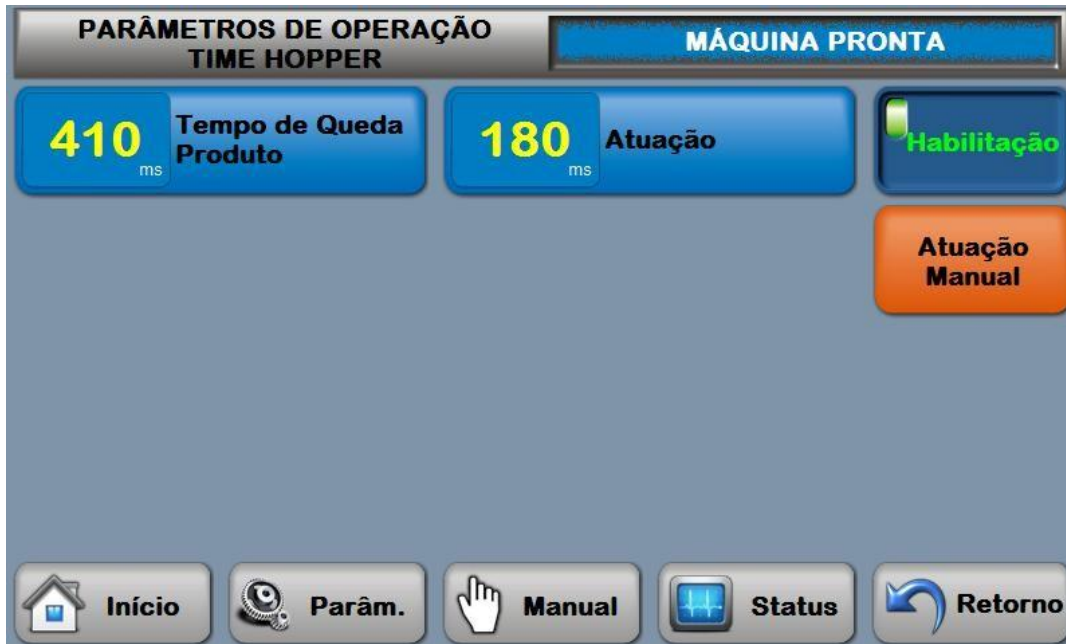 PARÂMETROS DE OPERAÇÃO
TIME HOPPER
MÁQUINA PRONTA
410
ms
Tempo de Queda
Produto
180
ms
Atuação
Habilitação
Atuação
Manual
Início
Parâm.
Manual
Status
Retorno